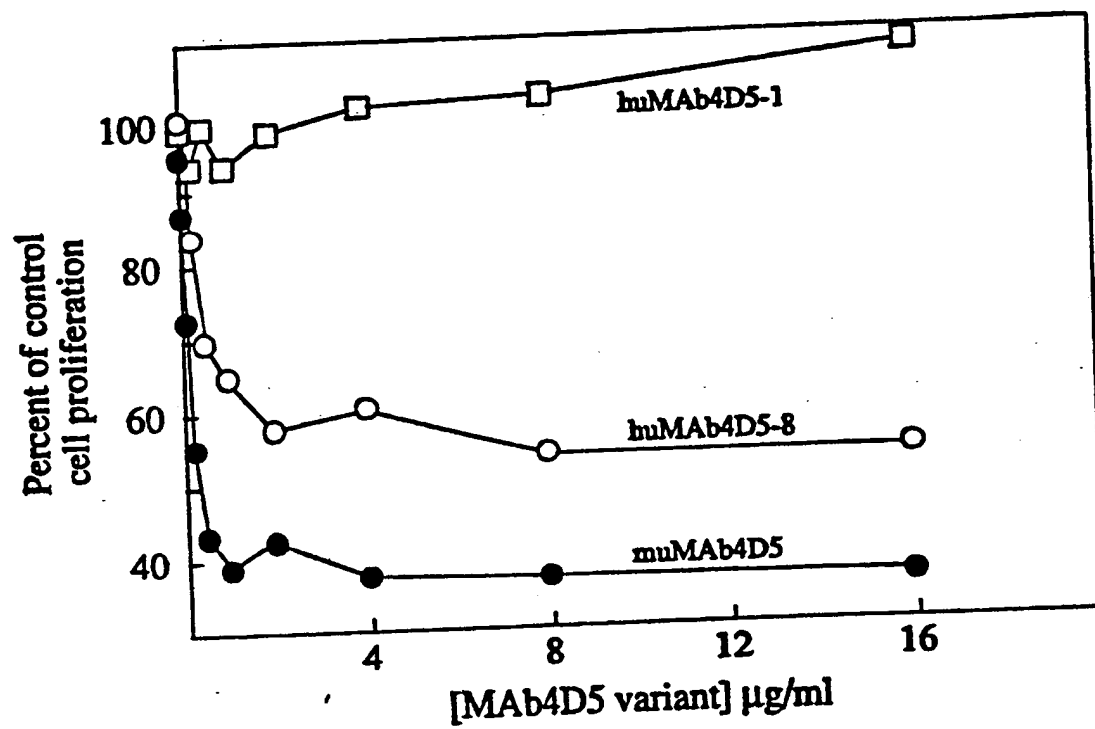 huMAb4D5-1
100
80
60
40
Percent of control
cell proliferation
huMAb4D5-8
muMAb4D5
4
8
12
16
[MAb4D5 variant] µg/ml